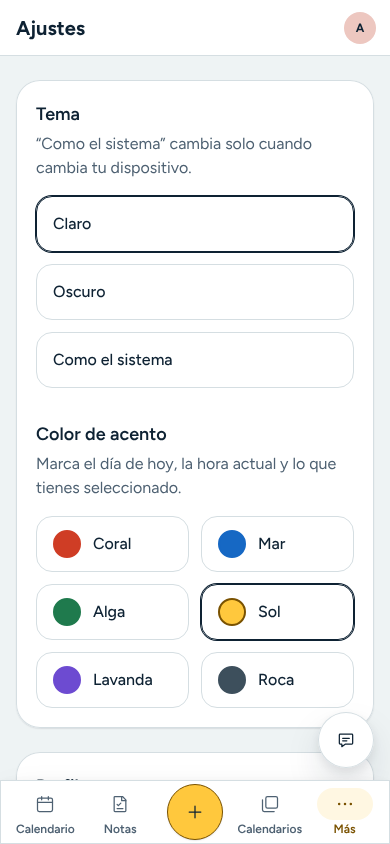 Ajustes
A
Tema
“Como el sistema” cambia solo cuando
cambia tu dispositivo.
Claro
Oscuro
Como el sistema
Color de acento
Marca el día de hoy, la hora actual y lo que
tienes seleccionado.
Coral
Mar
Alga
Sol
Lavanda
Roca
Calendario
Notas
Calendarios
Más